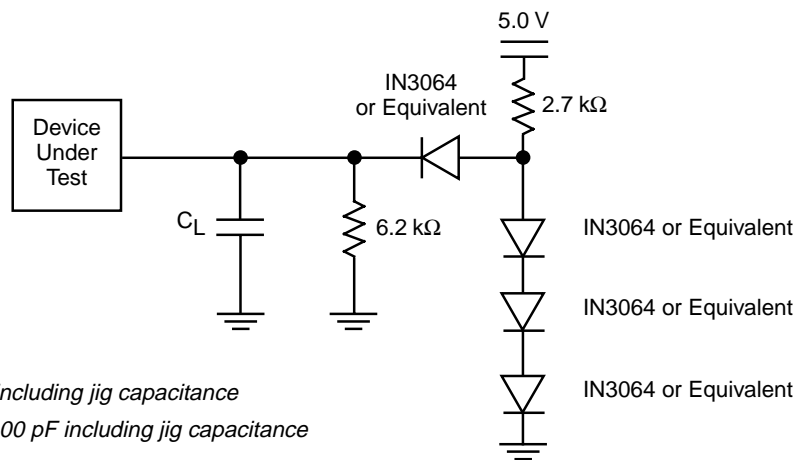 5.0 V
IN3064
or Equivalent
2.7 kΩ
Device
Under
Test
CL
6.2 kΩ
IN3064 or Equivalent
IN3064 or Equivalent
IN3064 or Equivalent
including jig capacitance
00 pF including jig capacitance